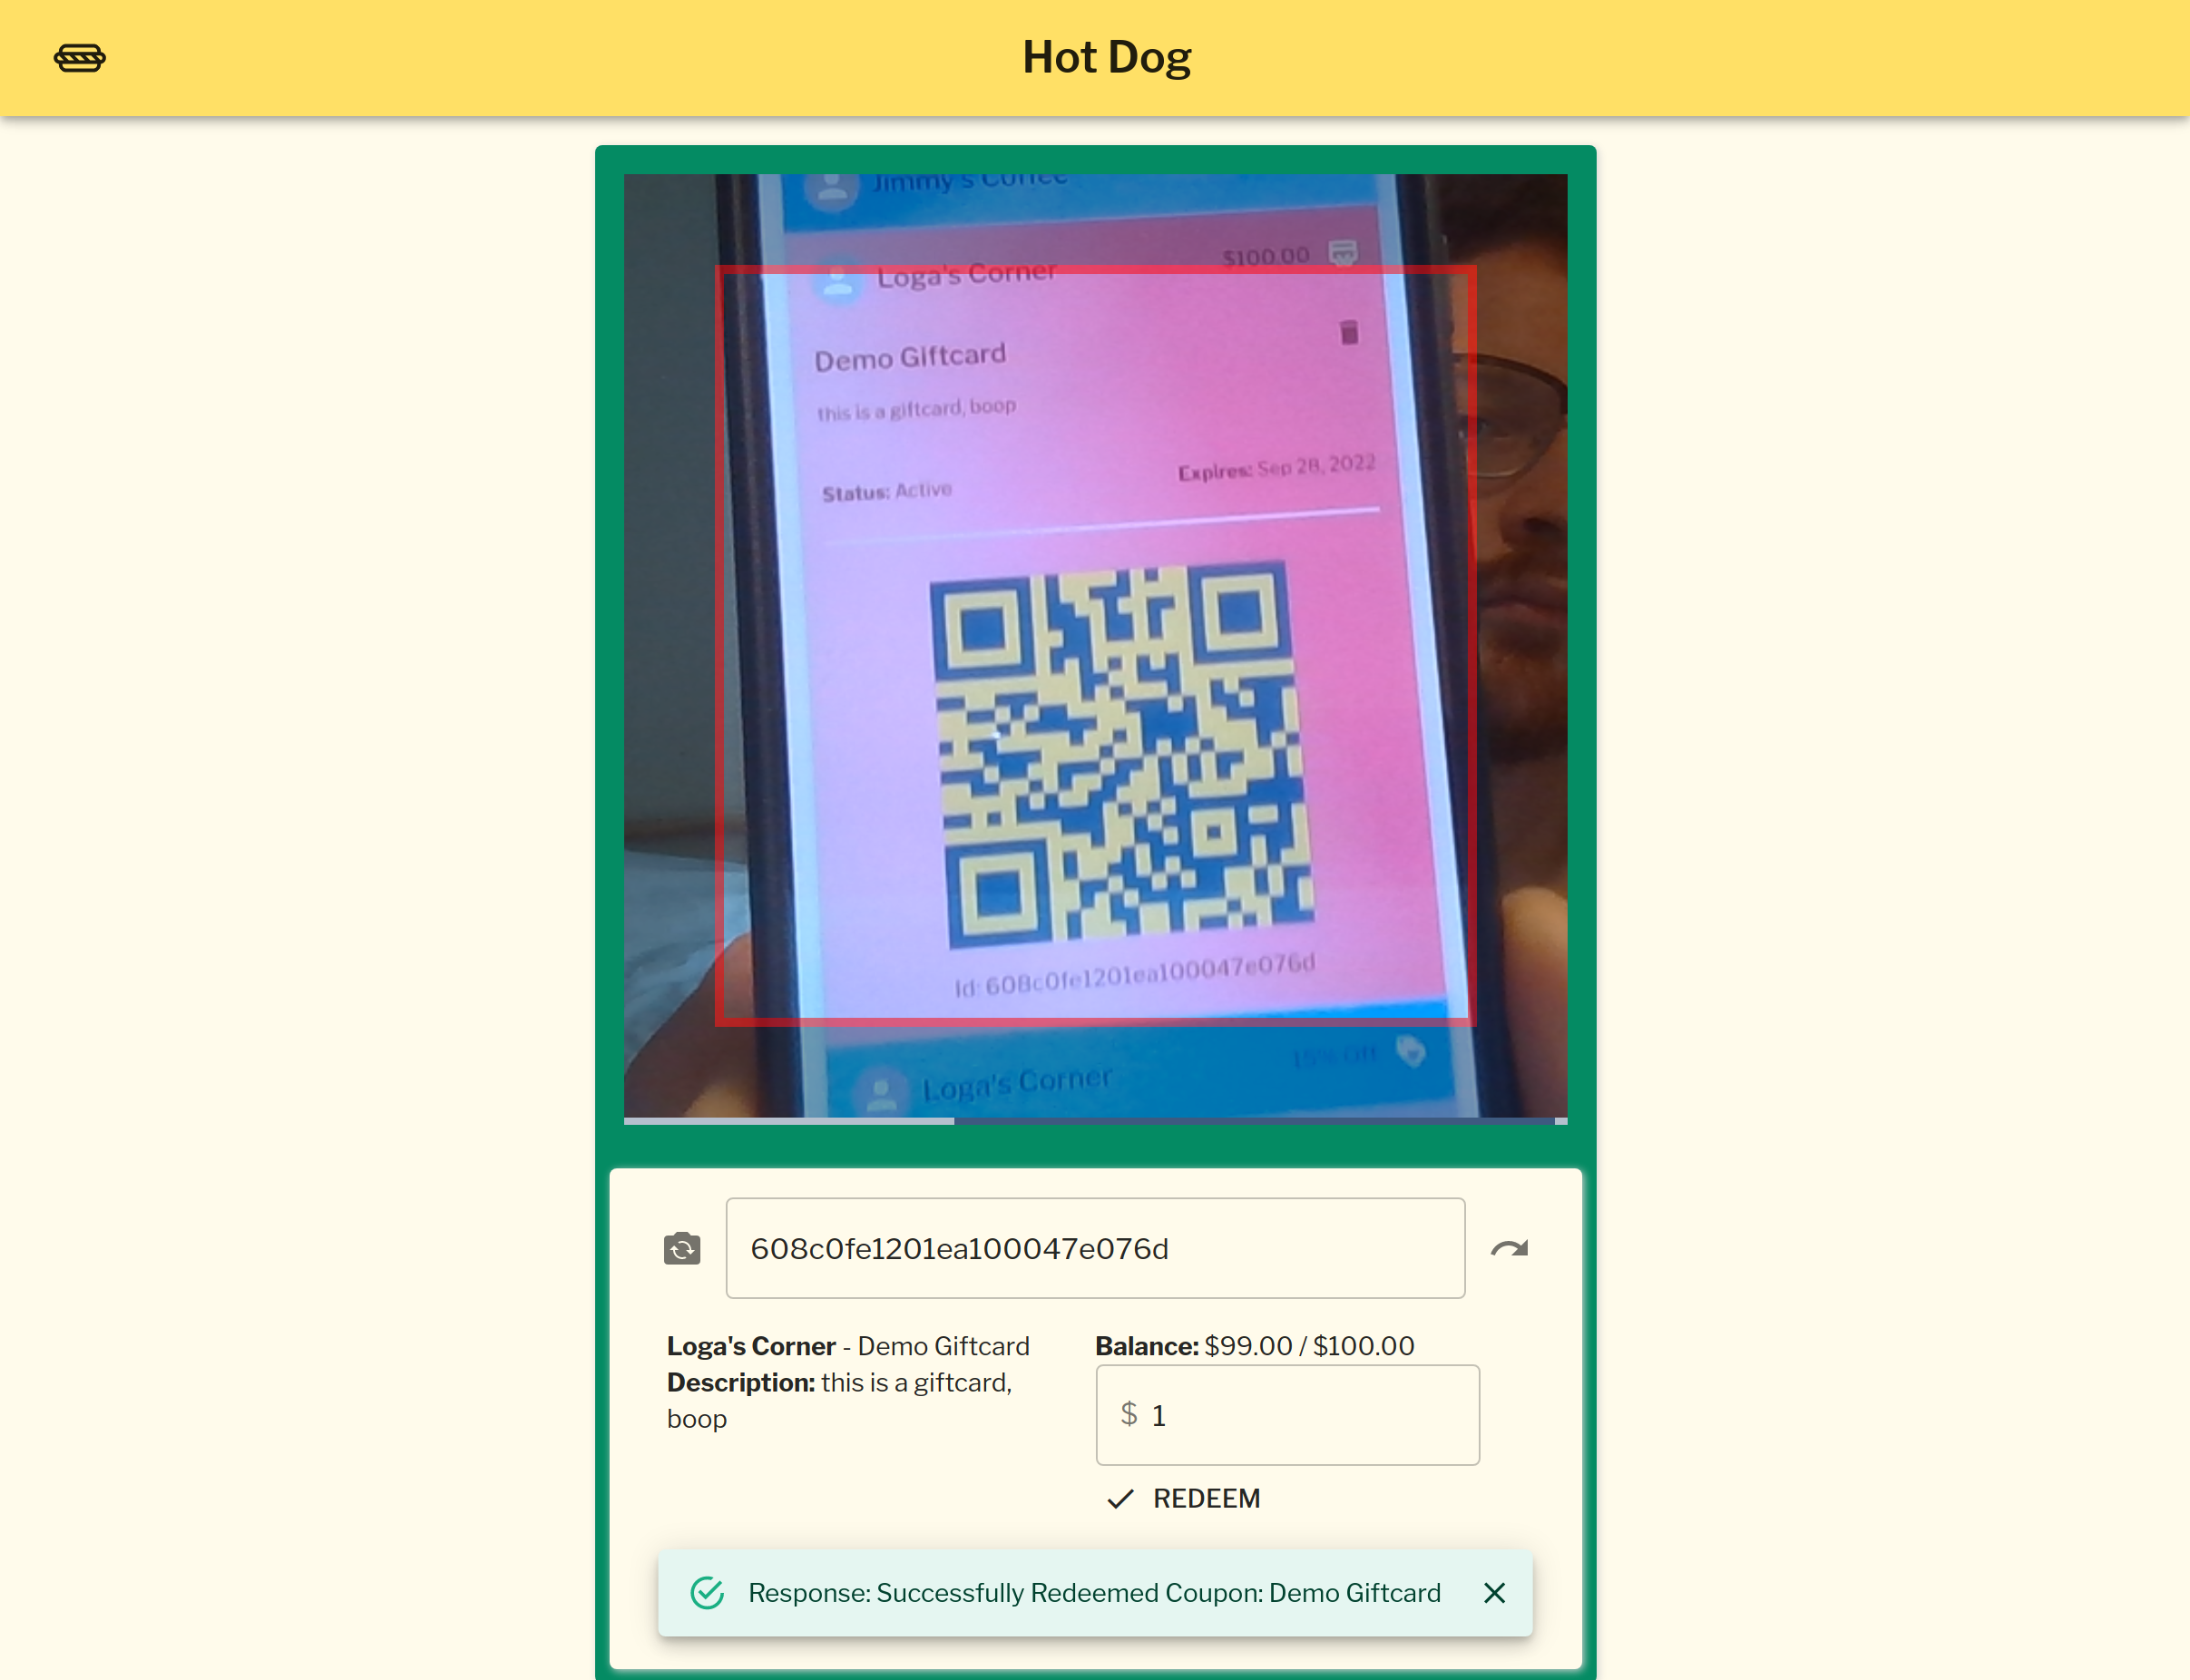 Hot Dog
Jimmy's Coffee
Loga's Corner $100.00
Demo Giftcard
this is a giftcard, boop
Status: Active Expires: Sep 28, 2022
Id: 608c0fe1201ea100047e076d
Loga's Corner 15% Off
608c0fe1201ea100047e076d
Loga's Corner - Demo Giftcard
Description: this is a giftcard,
boop
Balance: $99.00 / $100.00
$ 1
REDEEM
Response: Successfully Redeemed Coupon: Demo Giftcard